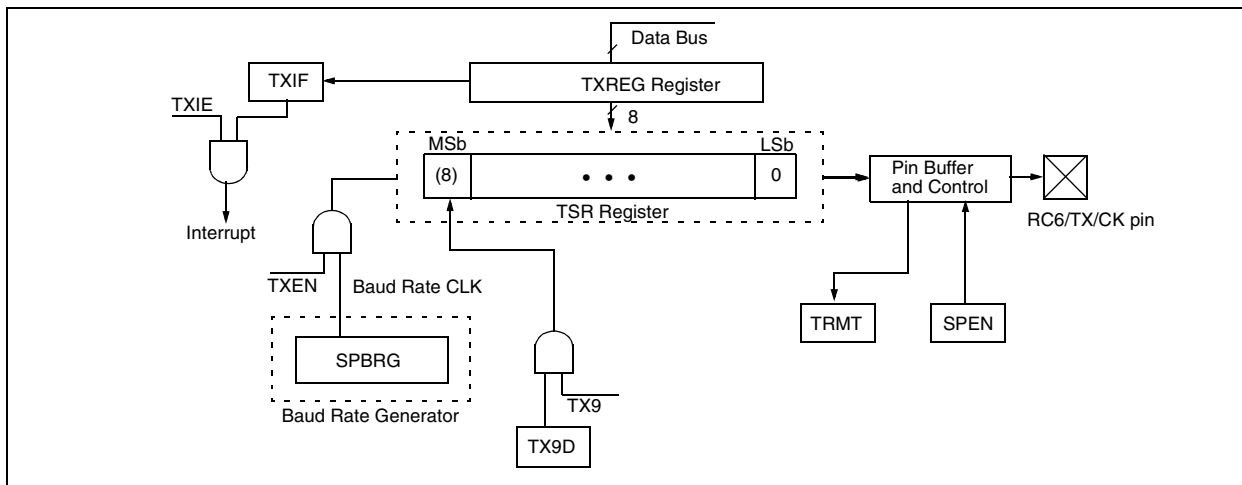 Data Bus
TXIF
TXREG Register
TXIE
8
MSb
LSb
(8)
• • •
0
Pin Buffer
and Control
TSR Register
RC6/TX/CK pin
Interrupt
TXEN
Baud Rate CLK
TRMT
SPEN
SPBRG
TX9
Baud Rate Generator
TX9D